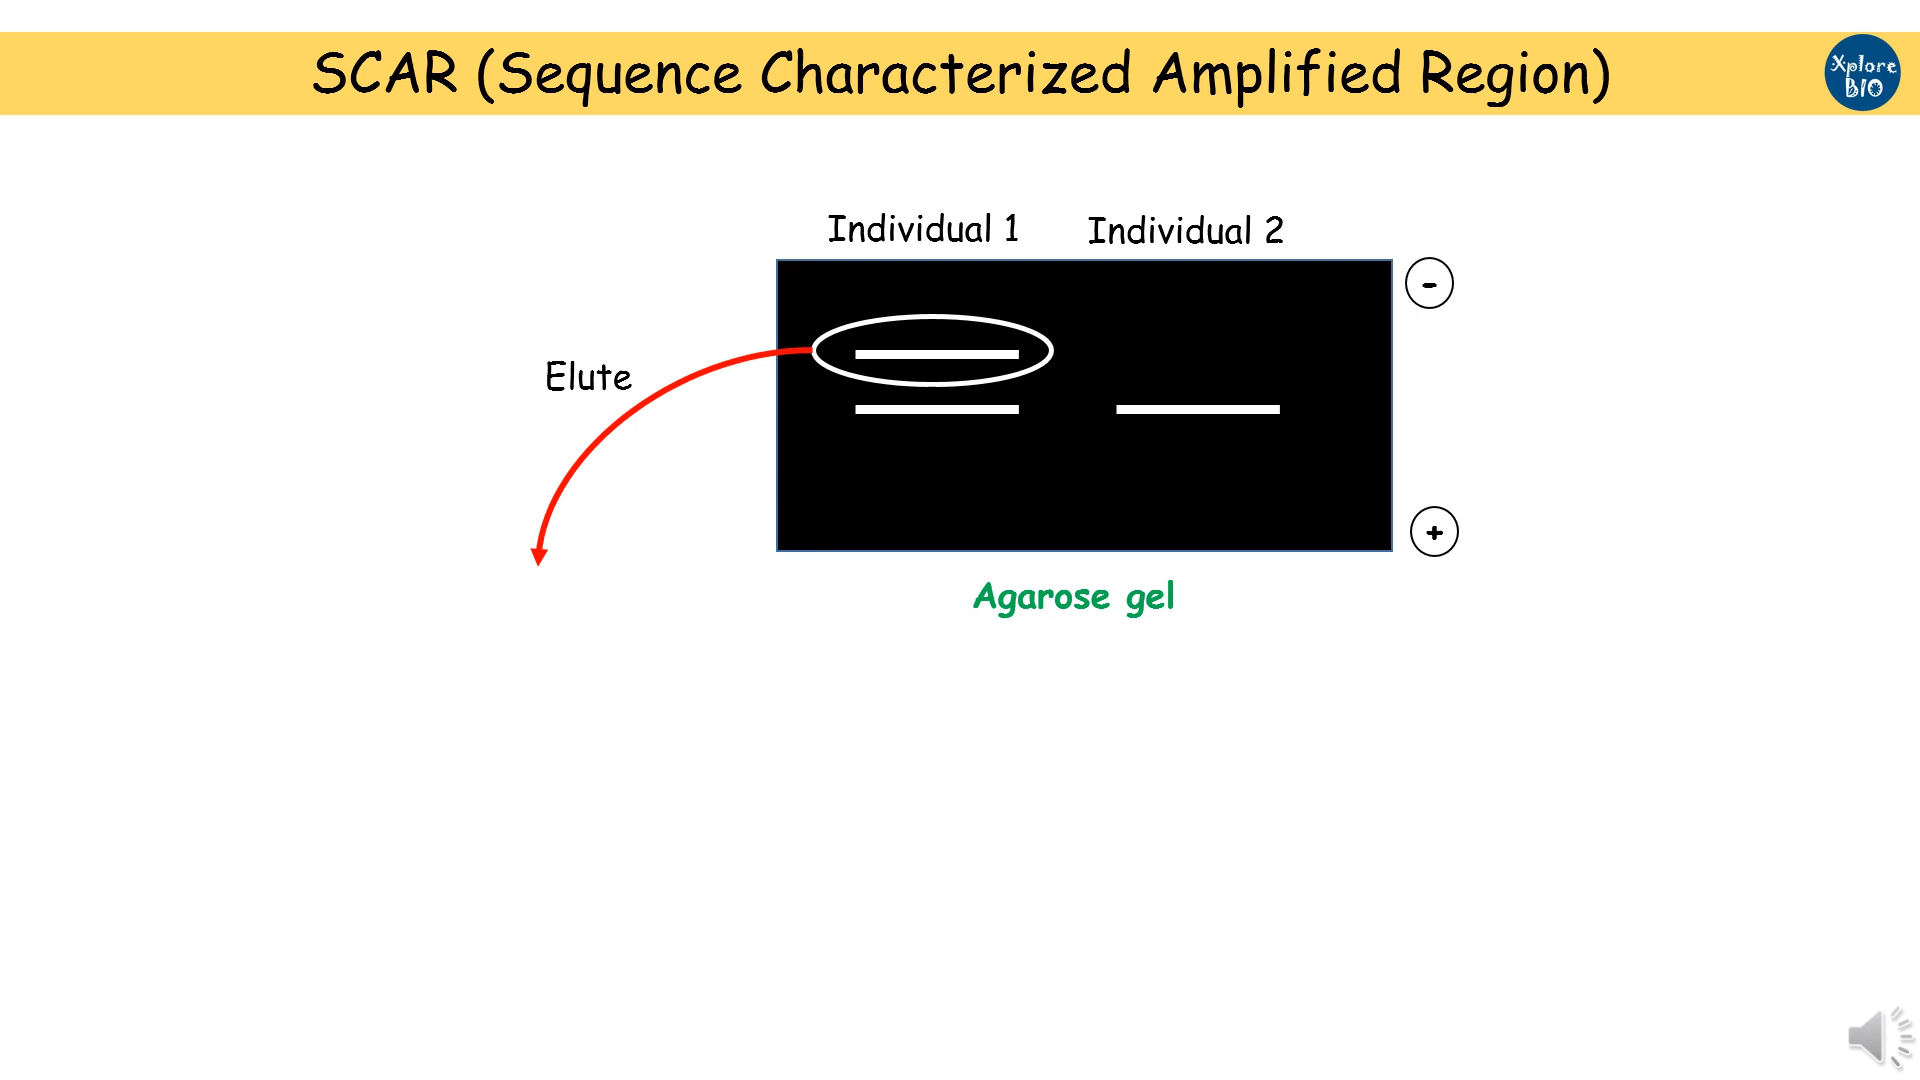 SCAR (Sequence Characterized Amplified Region)
Xplore
BIO
Individual 1
Individual 2
-
Elute
+
Agarose gel